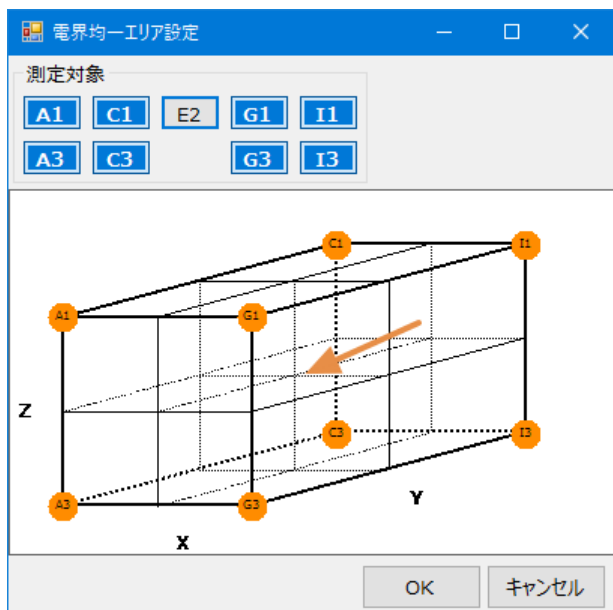 電界均一エリア設定
測定対象
A1 C1 E2 G1 I1
A3 C3 G3 I3
C1 I1
A1 G1
Z
C3 I3
Y
A3 G3
X
OK キャンセル